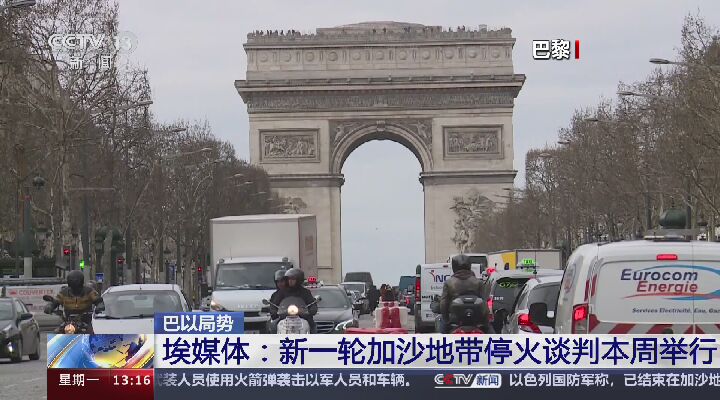 CCTV 13
新闻
巴黎
EUROCOM
Energie
COUVERT
巴以局势
埃媒体：新一轮加沙地带停火谈判本周举行
星期一 13:16
武装人员使用火箭弹袭击以军人员和车辆。 CCTV 新闻 以色列国防军称，已结束在加沙地